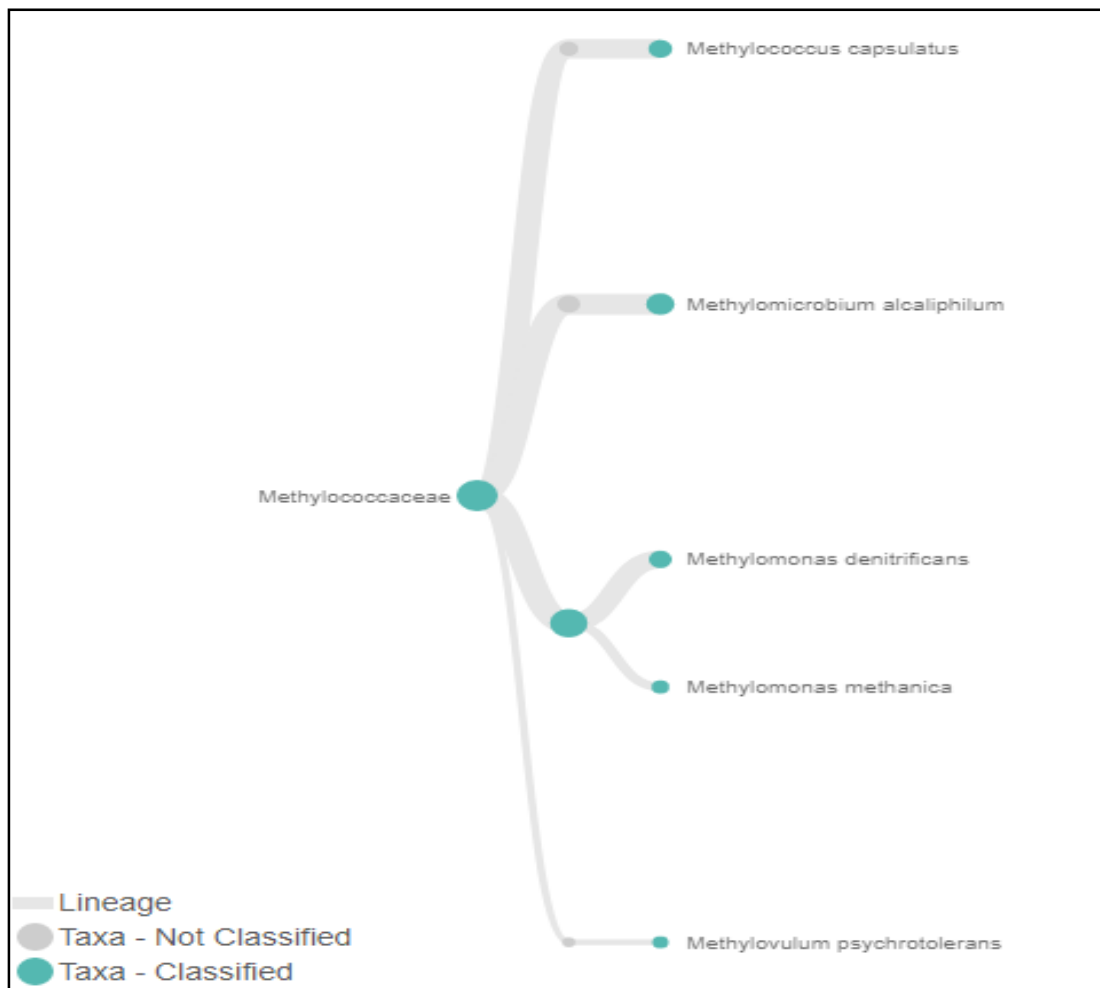 Methylococcus capsulatus
Methylomicrobium alcaliphilum
Methylococcaceae
Methylomonas denitrificans
Methylomonas methanica
Methylovulum psychrotolerans
Lineage
Taxa - Not Classified
Taxa - Classified